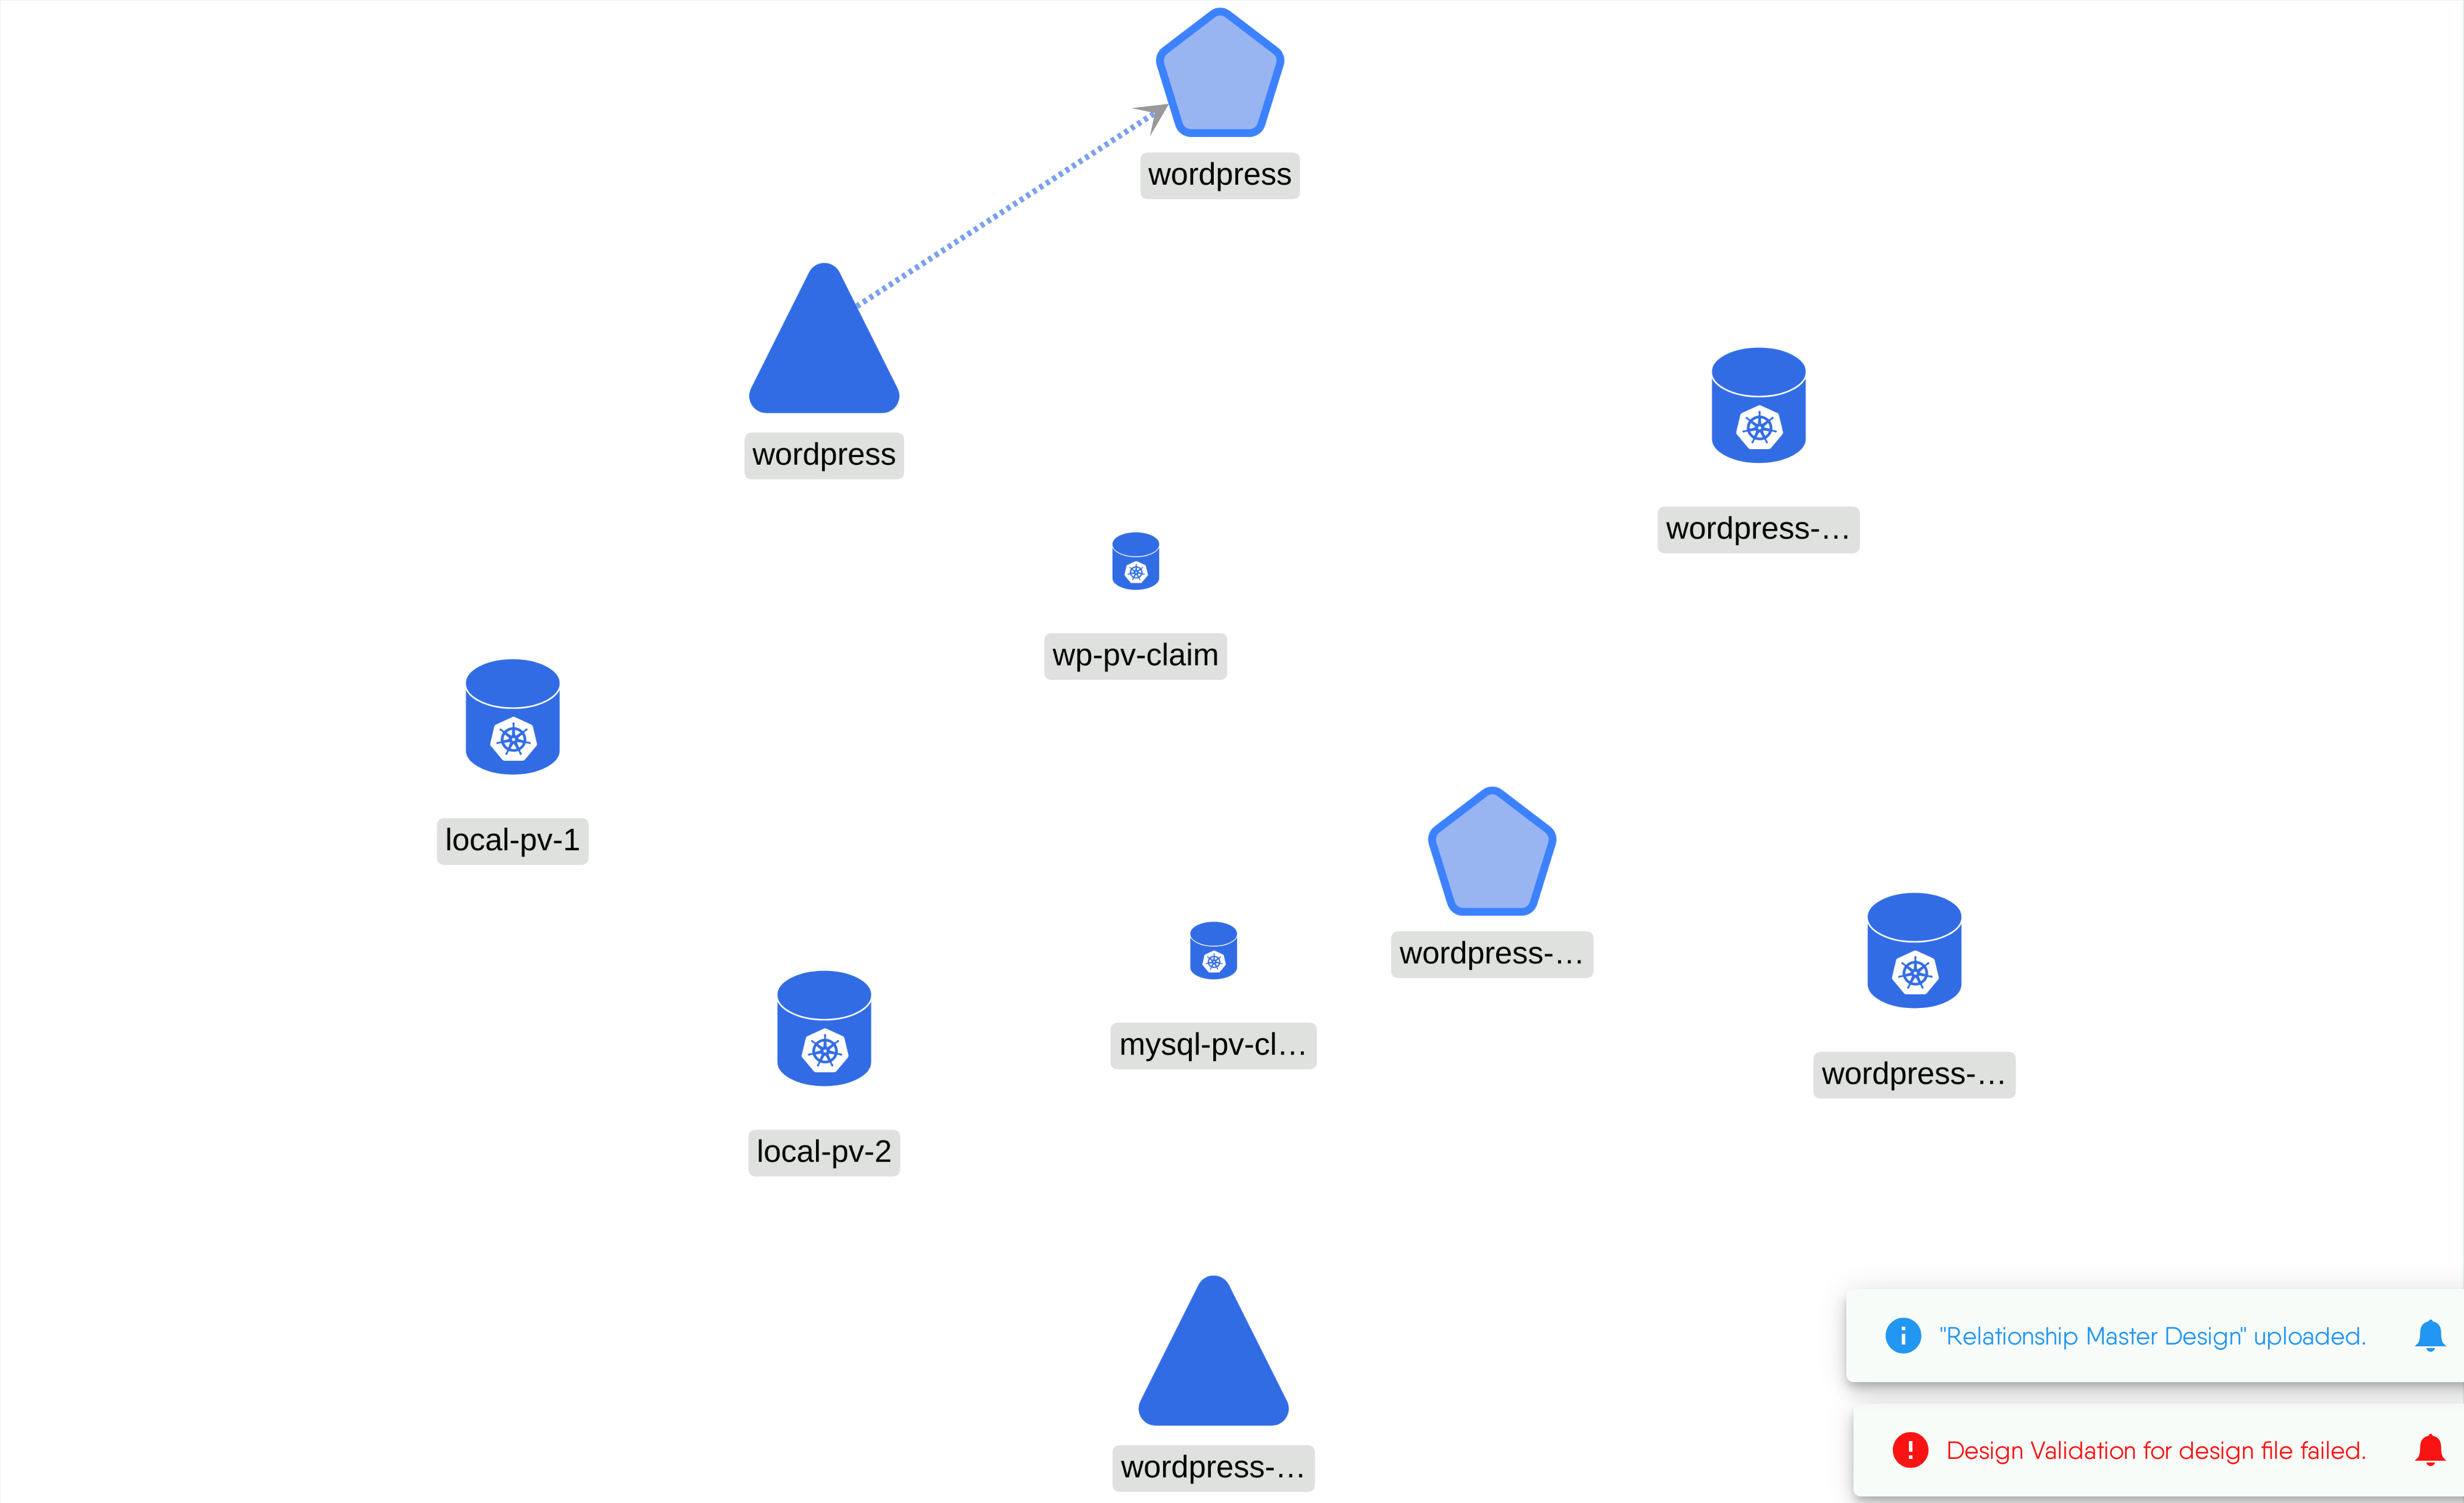 wordpress
wordpress
wordpress-...
wp-pv-claim
local-pv-1
wordpress-...
mysql-pv-cl...
wordpress-...
local-pv-2
"Relationship Master Design" uploaded.
Design Validation for design file failed.
wordpress-...